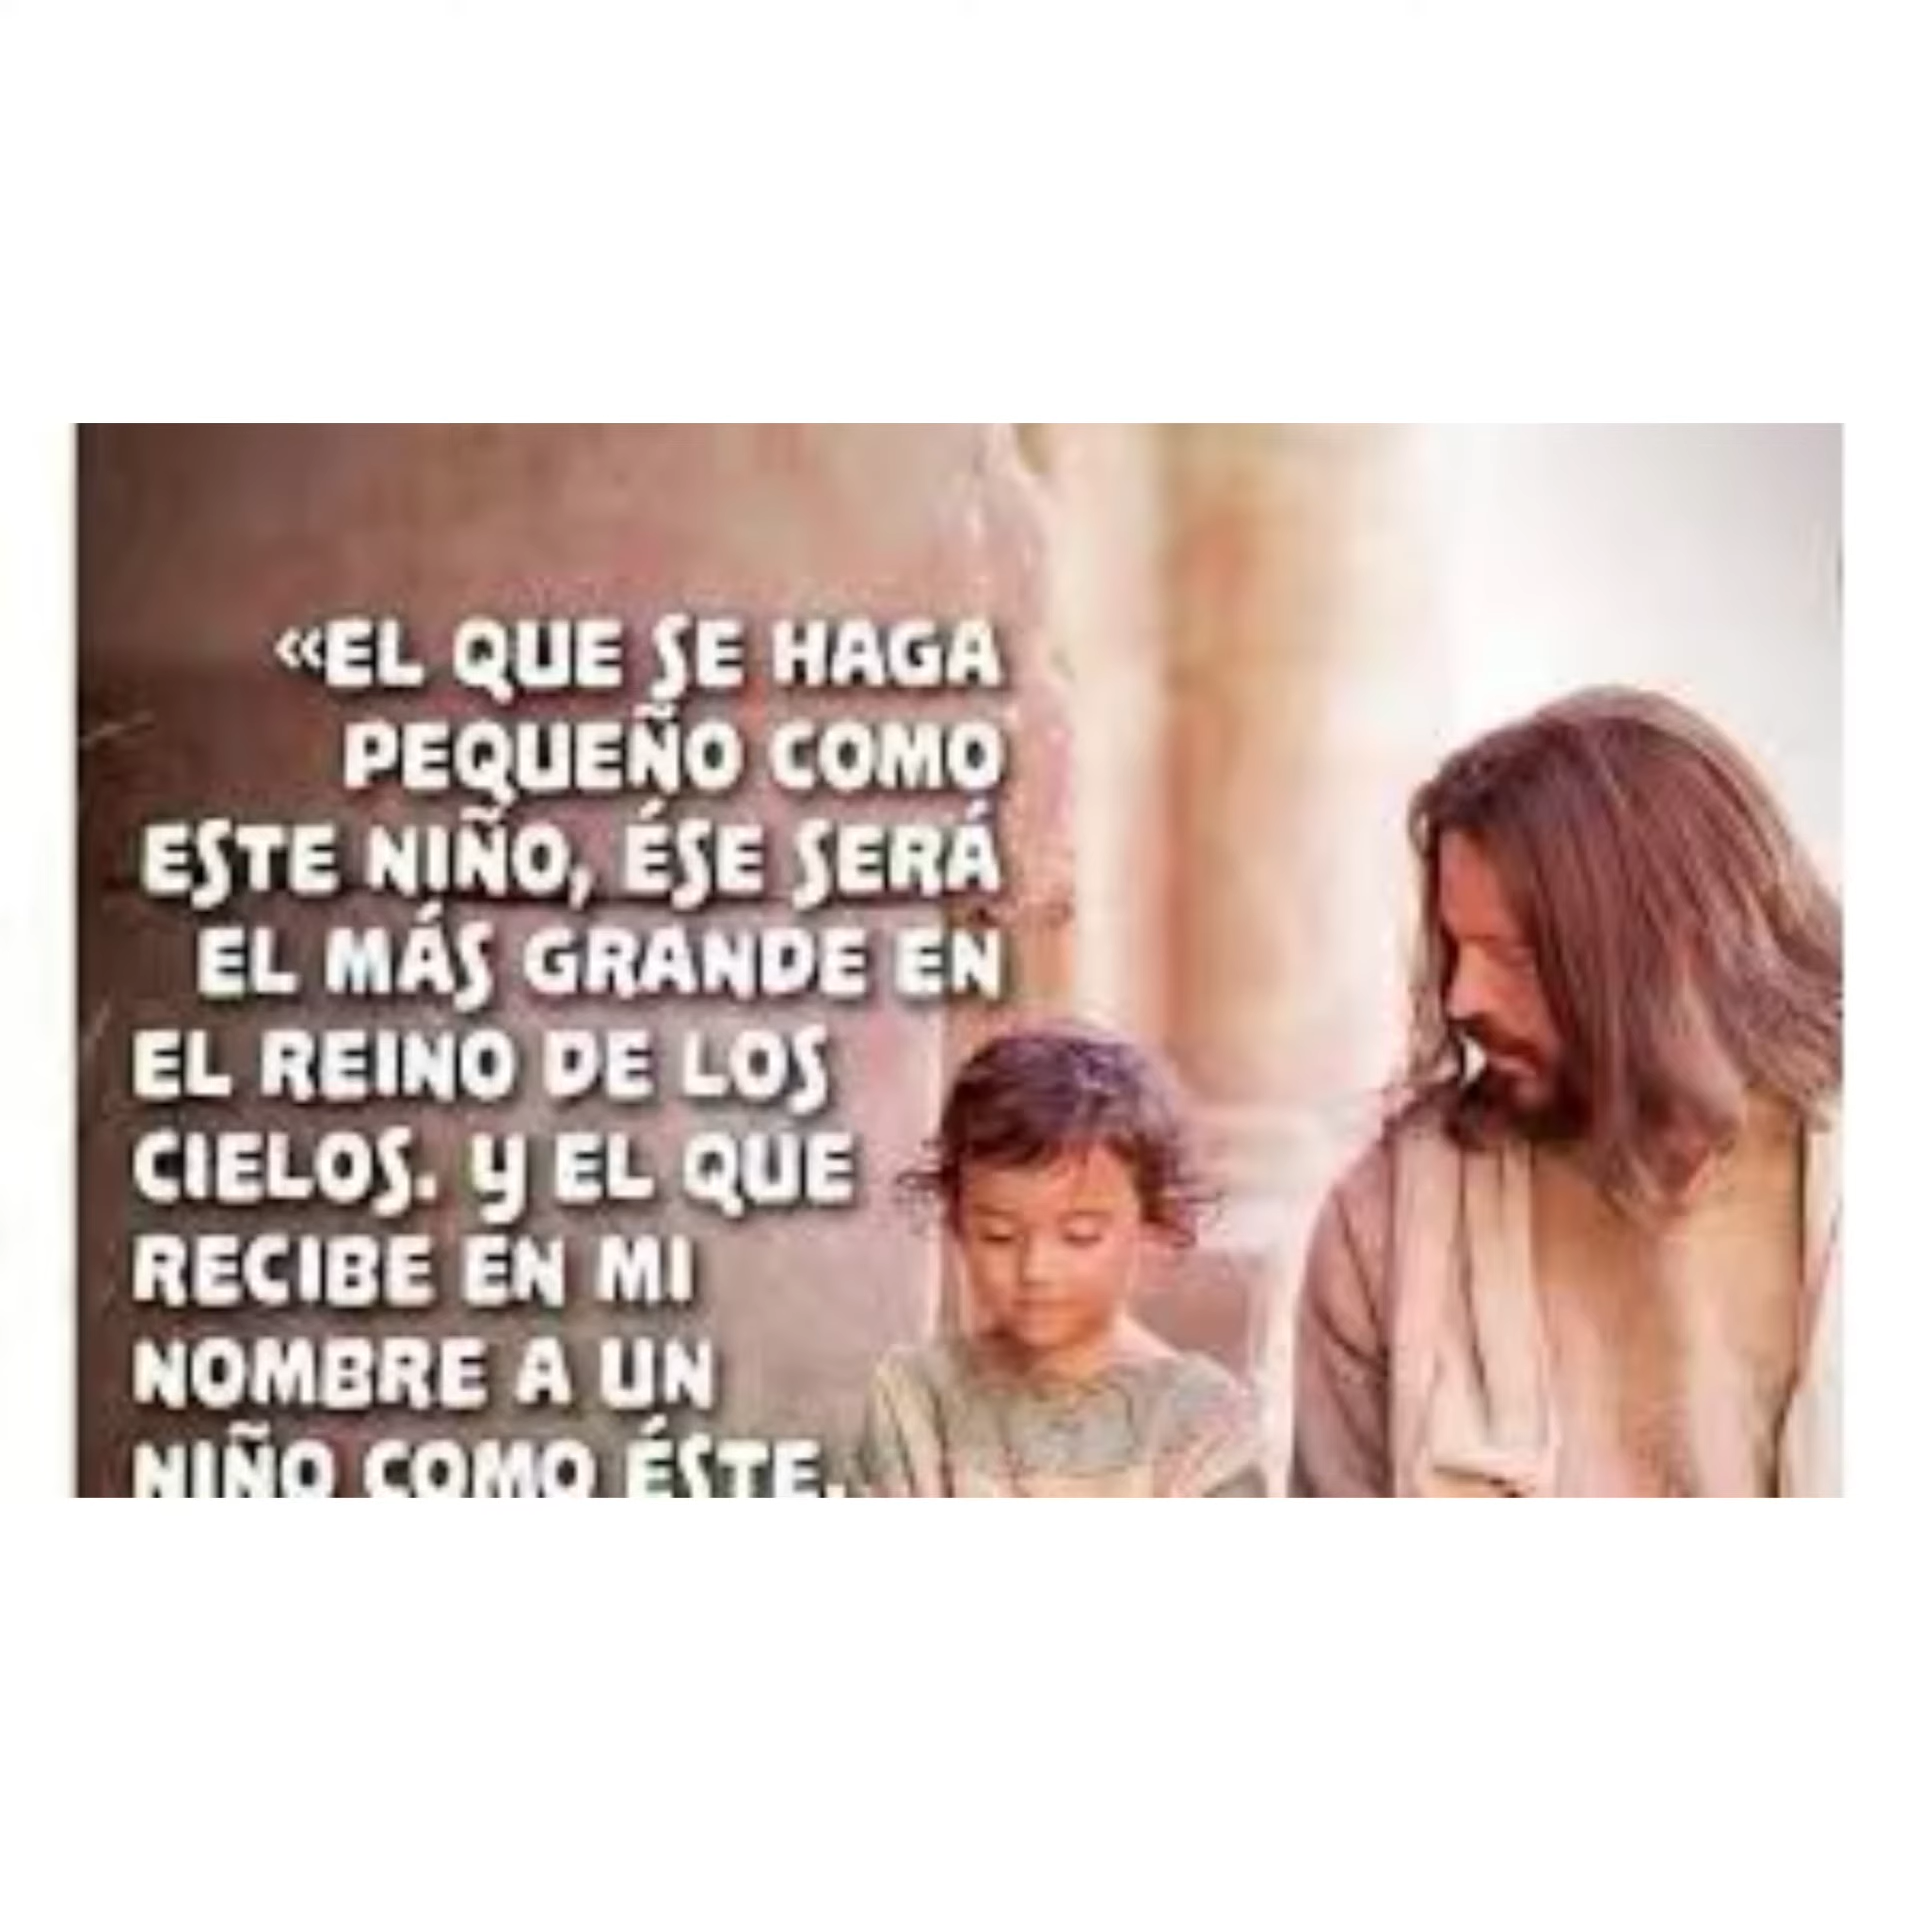 «EL QUE SE HAGA
PEQUEÑO COMO
ESTE NIÑO, ÉSE SERÁ
EL MÁS GRANDE EN
EL REINO DE LOS
CIELOS. Y EL QUE
RECIBE EN MI
NOMBRE A UN
NIÑO COMO ÉSTE,